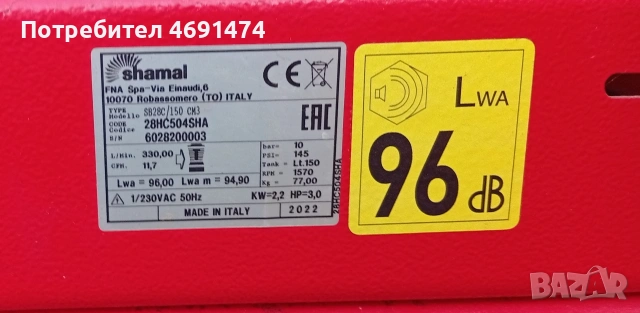 Потребител 4691474
shamal
FNA Spa-Via Einaudi,6
10070 Robassomero (TO) ITALY
TYPE
Modello SB28C/150 CM3
CODE
Codice 28HC504SHA
S/N 6028200003
L/Min. 330,00
CFM. 11,7
bar= 10
PSI= 145
Tank = Lt.150
RPM = 1570
Kg = 77,00
Lwa = 96,00 Lwa m = 94,90
1/230VAC 50Hz KW=2,2 HP=3,0
MADE IN ITALY 2022
CE
EAC
28HC504SHA
LWA
96 dB
BAZAR